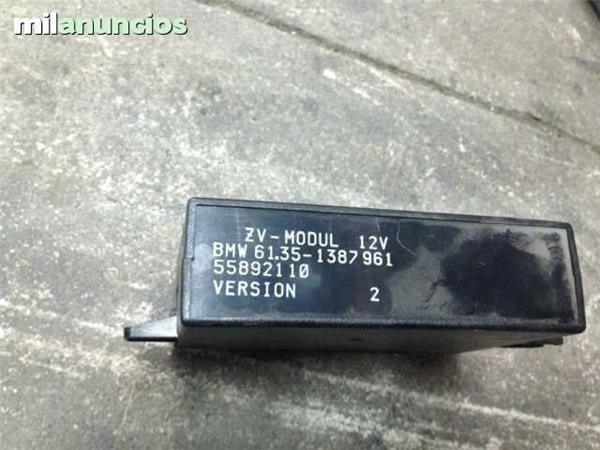 milanuncios
ZV-MODUL 12V
BMW 61.35-1387961
55892110
VERSION 2